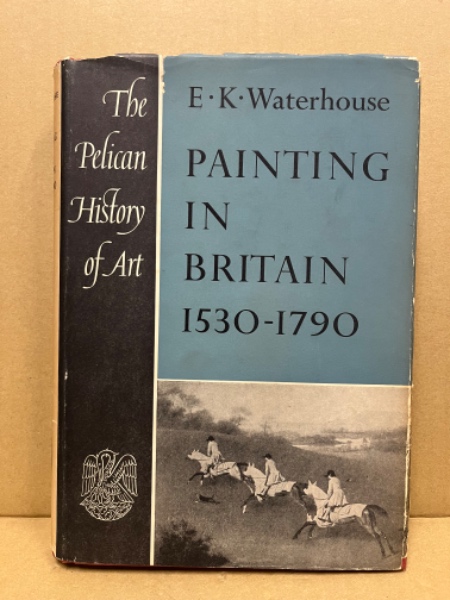 The
Pelican
History
of Art
E·K·Waterhouse
PAINTING
IN
BRITAIN
1530-1790